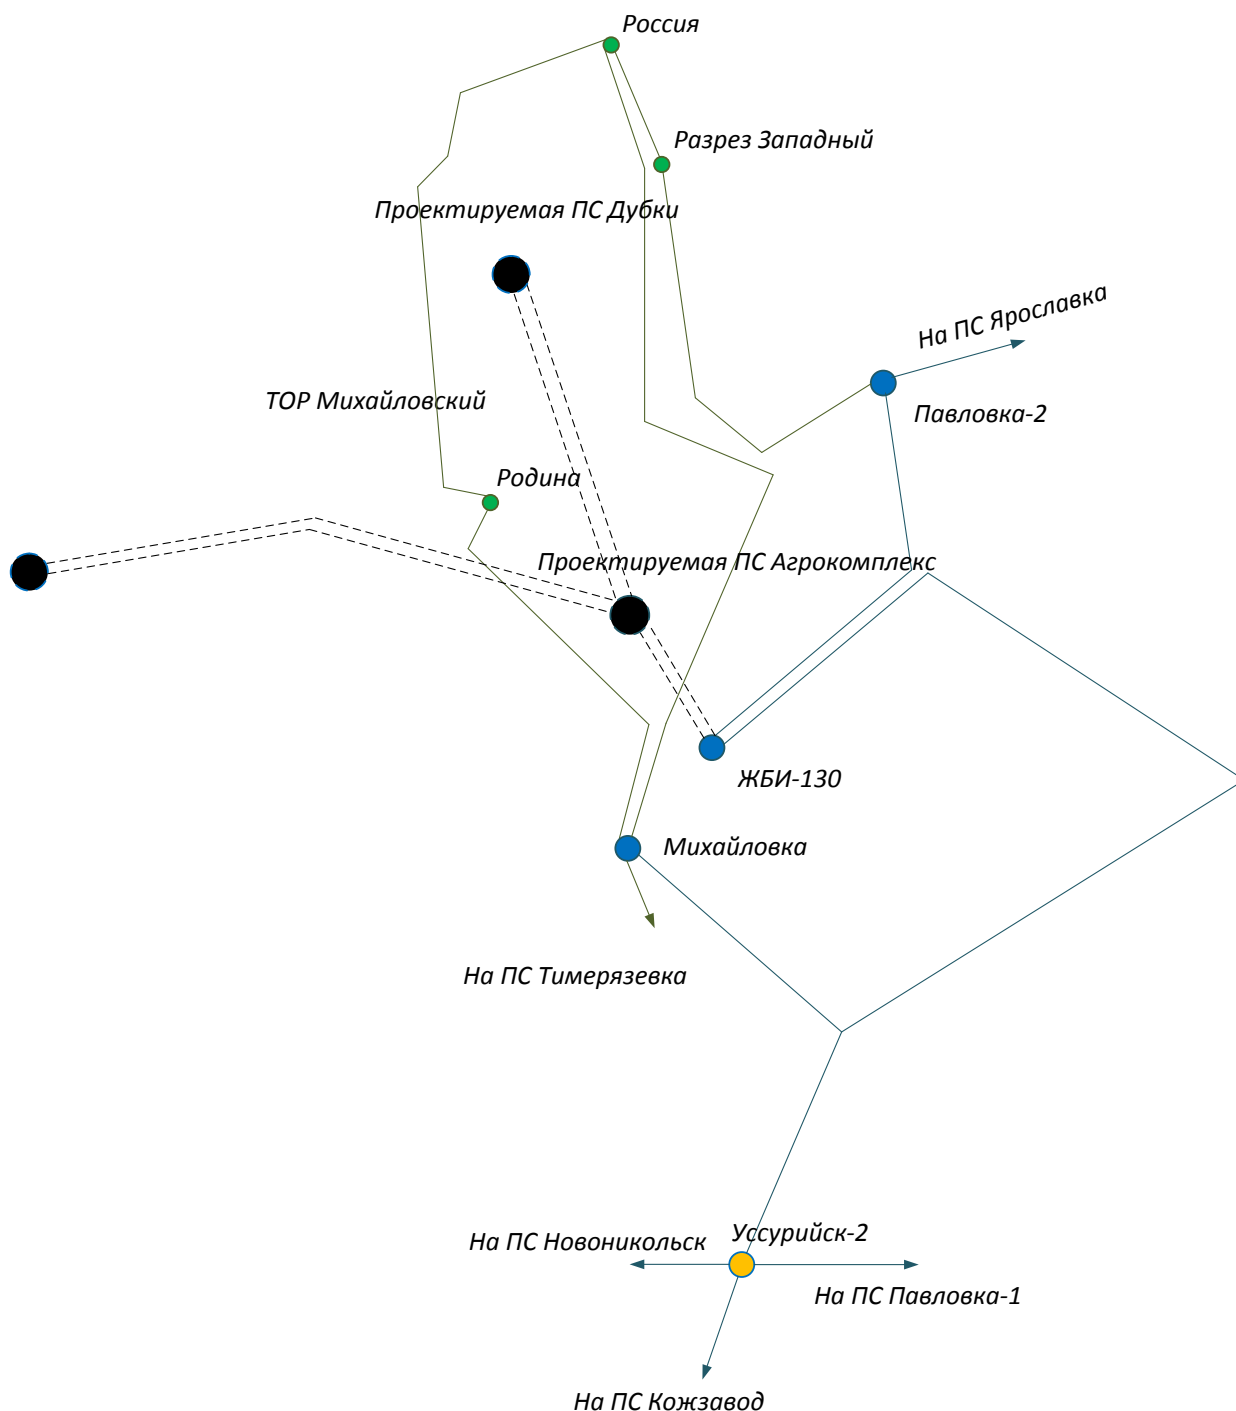 Россия
Разрез Западный
Проектируемая ПС Дубки
На ПС Ярославка
ТОР Михайловский
Павловка-2
Родина
Проектируемая ПС Агрокомплекс
ЖБИ-130
Михайловка
На ПС Тимерязевка
Уссурийск-2
На ПС Новоникольск
На ПС Павловка-1
На ПС Кожзавод